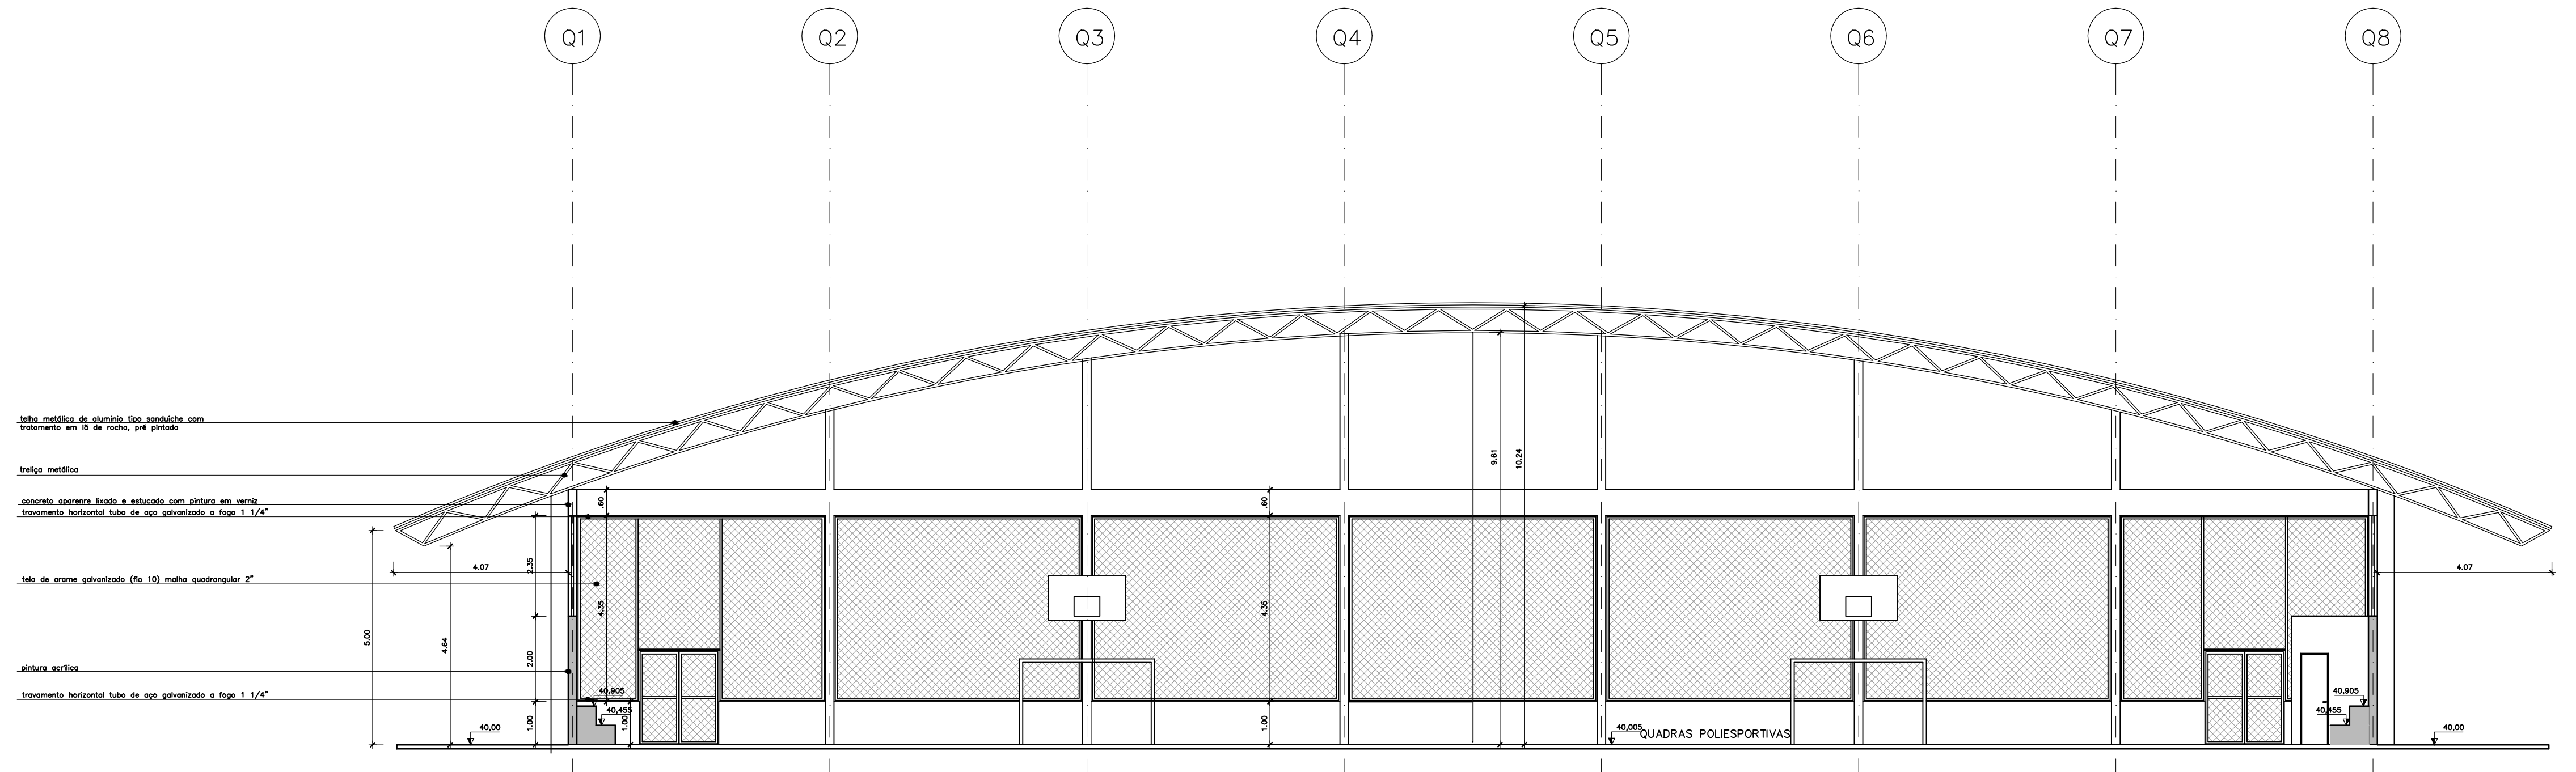 Q1 Q2 Q3 Q4 Q5 Q6 Q7 Q8
telha metálica de alumínio tipo sanduíche com
tratamento em lã de rocha, pré pintada
treliça metálica
concreto aparenre lixado e estucado com pintura em verniz
travamento horizontal tubo de aço galvanizado a fogo 1 1/4"
tela de arame galvanizado (fio 10) malha quadrangular 2"
pintura acrílica
travamento horizontal tubo de aço galvanizado a fogo 1 1/4"
5.00
4.07
4.64
2.35
2.00
1.00
.60
4.35
1.00
40,905
40,455
40,00
.60
4.35
1.00
9.61
10.24
40,005
QUADRAS POLIESPORTIVAS
4.07
40,905
40,455
40,00